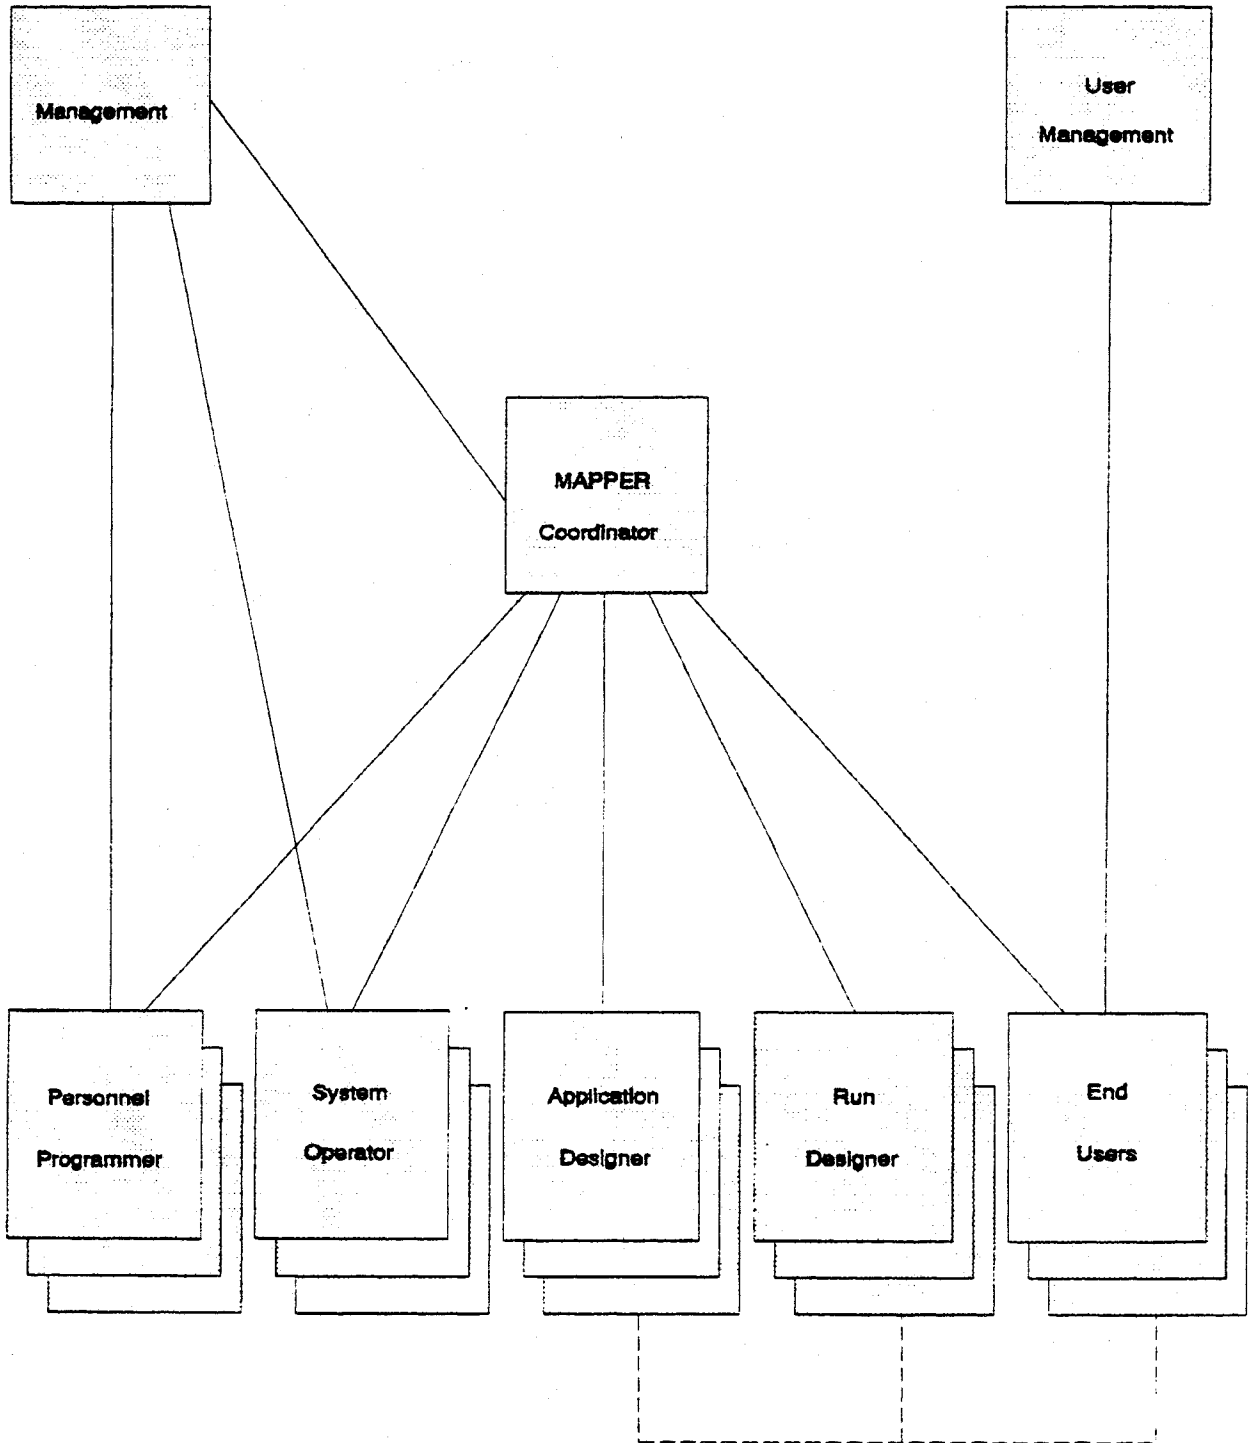 Management
User
Management
MAPPER
Coordinator
Personnel
Programmer
System
Operator
Application
Designer
Run
Designer
End
Users